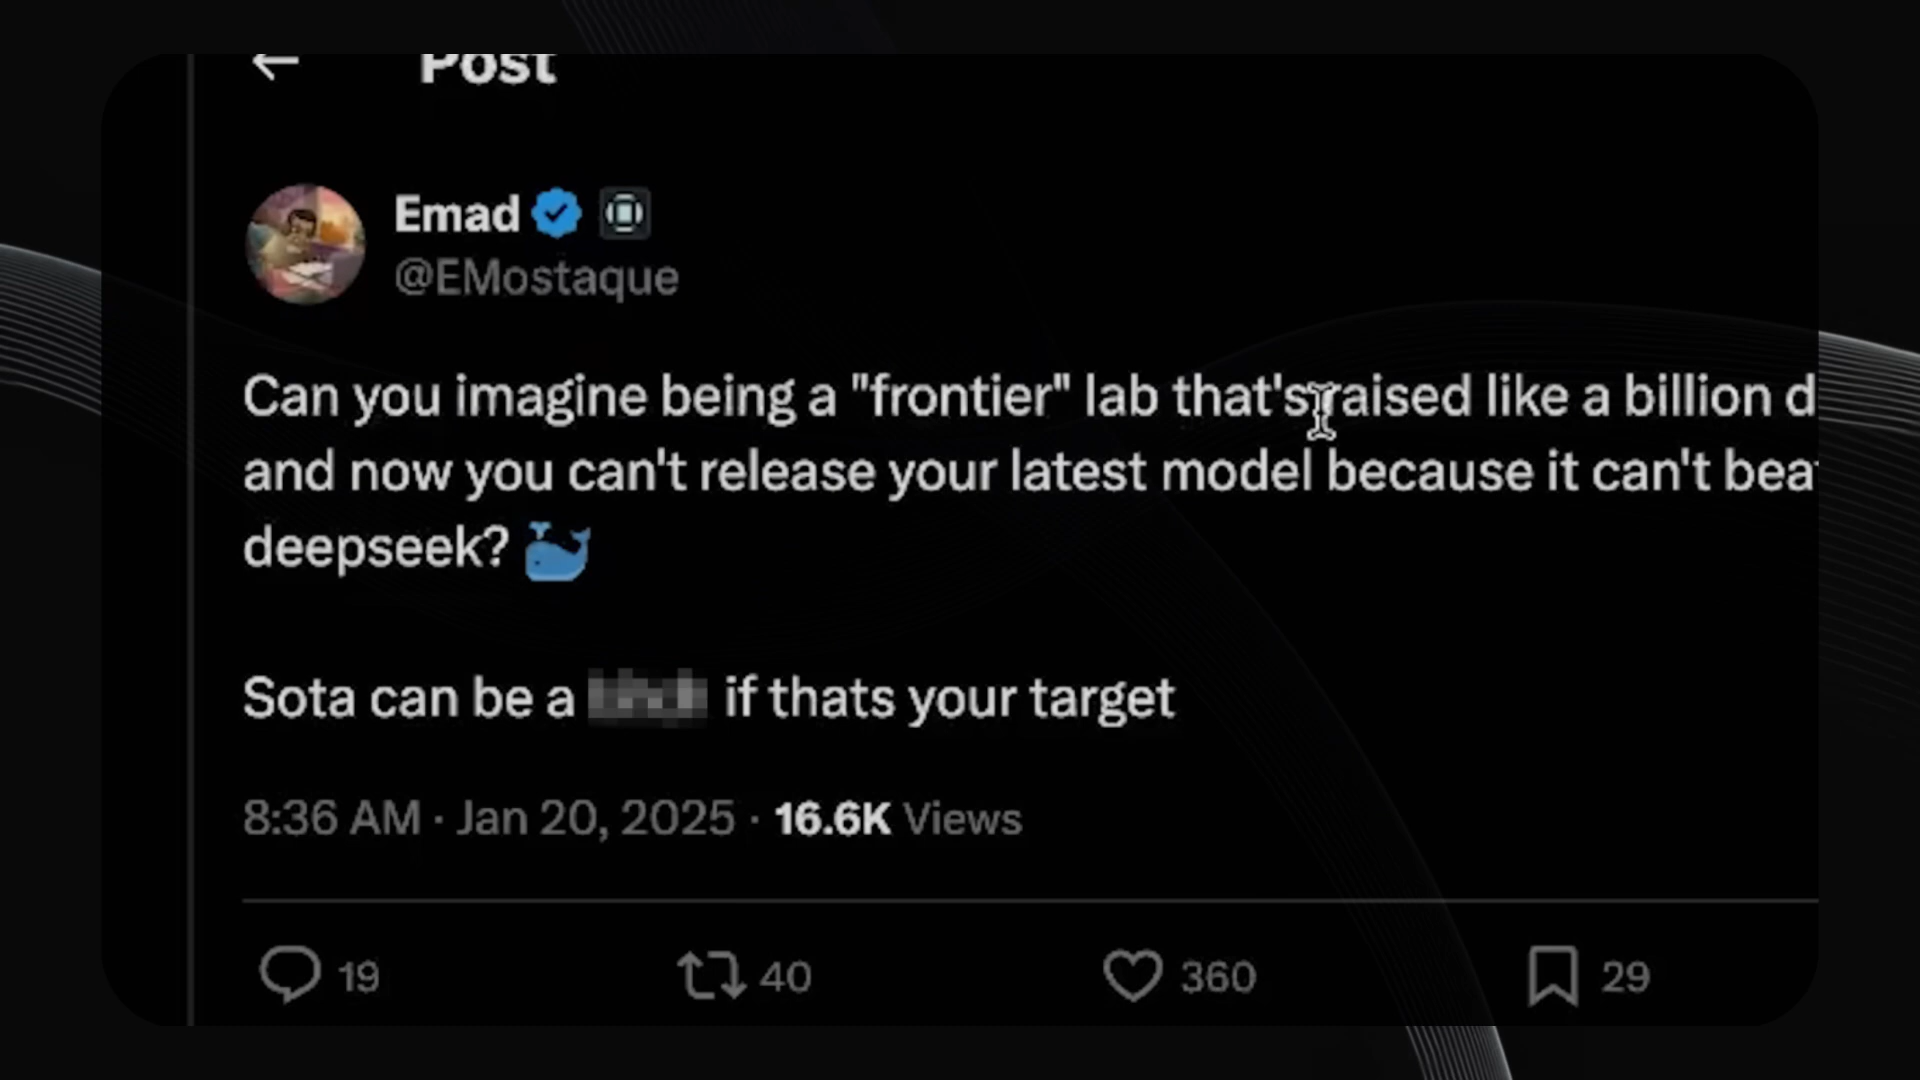 Post
Emad
@EMostaque
Can you imagine being a "frontier" lab that's raised like a billion d
and now you can't release your latest model because it can't beat
deepseek? 🐳
Sota can be a if thats your target
8:36 AM · Jan 20, 2025 · 16.6K Views
19 40 360 29